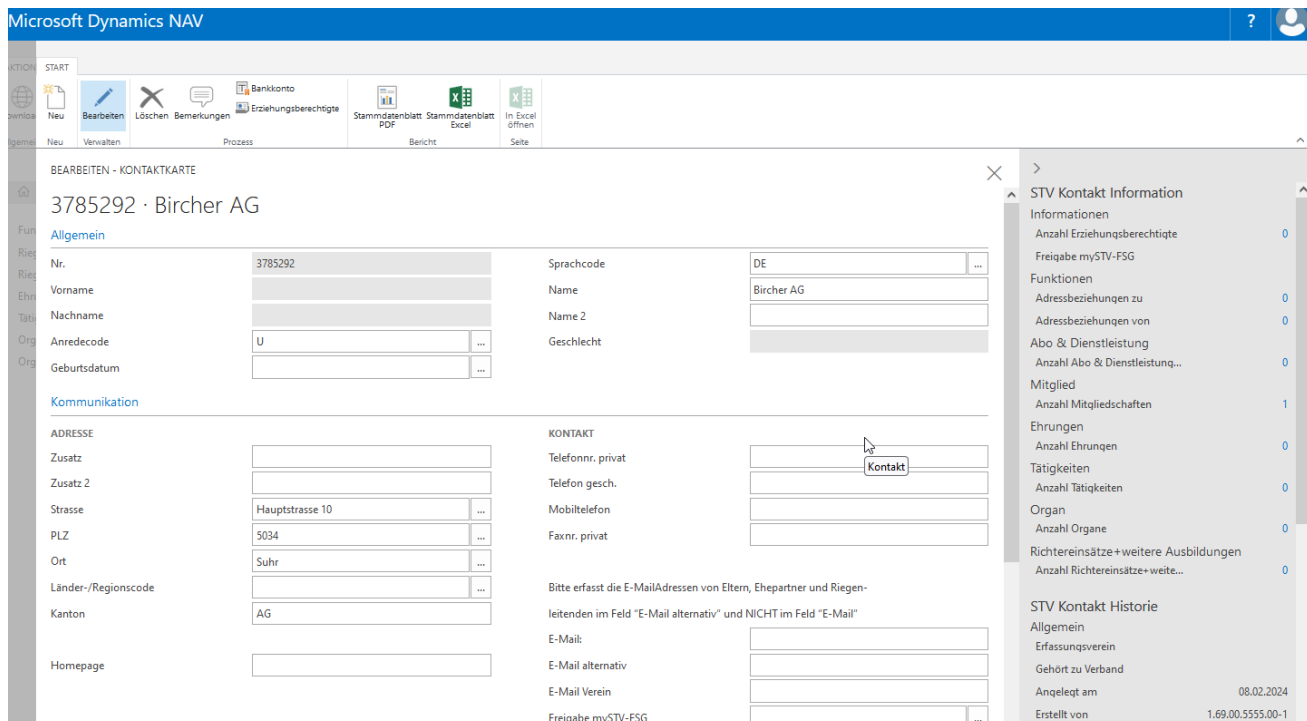 Microsoft Dynamics NAV
?
START
Neu
Bearbeiten
Löschen
Bemerkungen
Bankkonto
Erziehungsberechtigte
Stammdatenblatt PDF
Stammdatenblatt Excel
In Excel öffnen
Neu
Verwalten
Prozess
Bericht
Seite
BEARBEITEN - KONTAKTKARTE
3785292 · Bircher AG
Allgemein
Nr. 3785292
Sprachcode DE ...
Vorname
Name Bircher AG
Nachname
Name 2
Anredecode U ...
Geschlecht
Geburtsdatum ...
Kommunikation
ADRESSE
Zusatz
Zusatz 2
Strasse Hauptstrasse 10 ...
PLZ 5034 ...
Ort Suhr ...
Länder-/Regionscode ...
Kanton AG
Homepage
KONTAKT
Telefonnr. privat
Kontakt
Telefon gesch.
Mobiltelefon
Faxnr. privat
Bitte erfasst die E-MailAdressen von Eltern, Ehepartner und Riegen-
leitenden im Feld "E-Mail alternativ" und NICHT im Feld "E-Mail"
E-Mail:
E-Mail alternativ
E-Mail Verein
Freigabe mySTV-FSG ...
STV Kontakt Information
Informationen
Anzahl Erziehungsberechtigte 0
Freigabe mySTV-FSG
Funktionen
Adressbeziehungen zu 0
Adressbeziehungen von 0
Abo & Dienstleistung
Anzahl Abo & Dienstleistung... 0
Mitglied
Anzahl Mitgliedschaften 1
Ehrungen
Anzahl Ehrungen 0
Tätigkeiten
Anzahl Tätigkeiten 0
Organ
Anzahl Organe 0
Richtereinsätze+weitere Ausbildungen
Anzahl Richtereinsätze+weite... 0
STV Kontakt Historie
Allgemein
Erfassungsverein
Gehört zu Verband
Angelegt am 08.02.2024
Erstellt von 1.69.00.5555.00-1